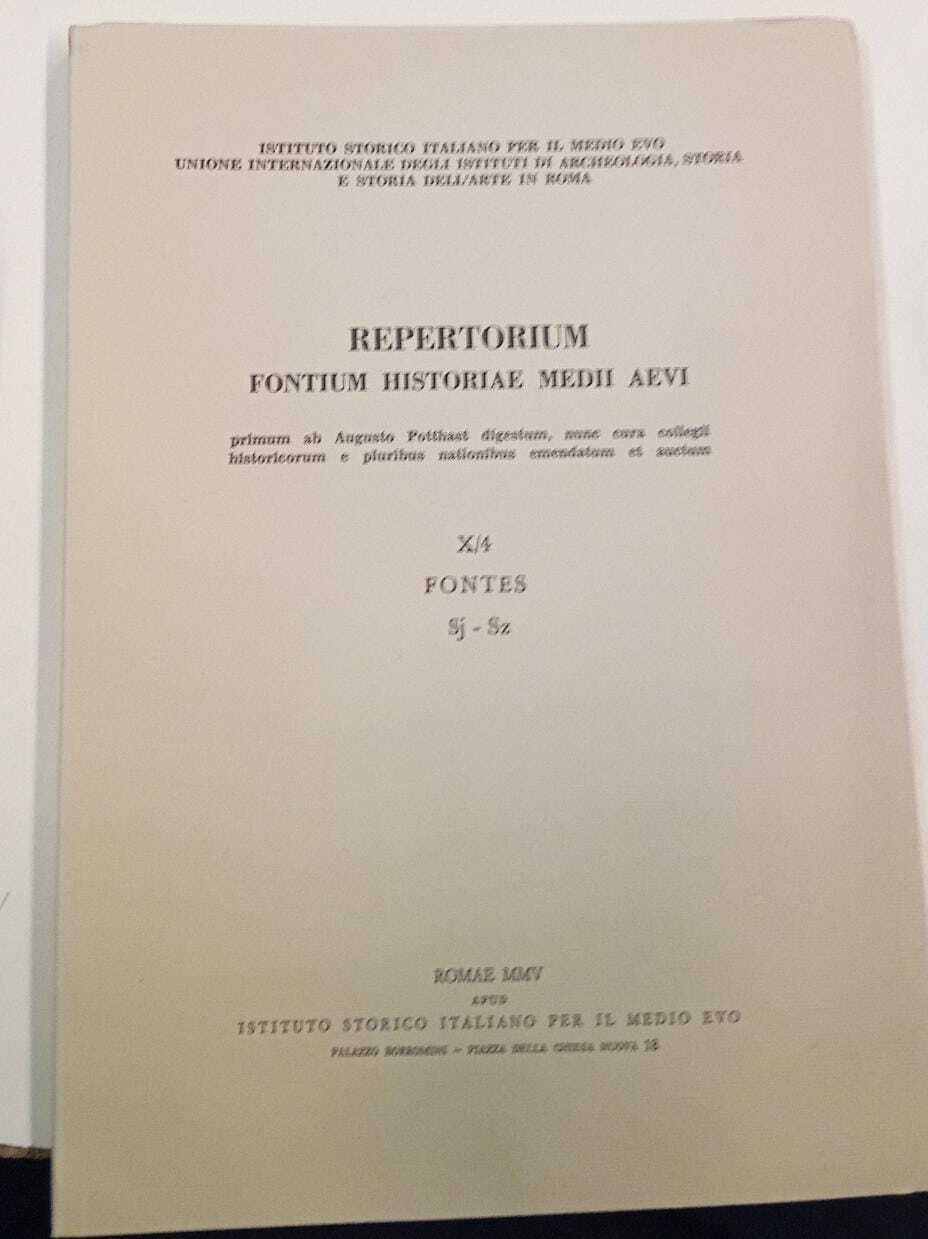 ISTITUTO STORICO ITALIANO PER IL MEDIO EVO
UNIONE INTERNAZIONALE DEGLI ISTITUTI DI ARCHEOLOGIA, STORIA
E STORIA DELL'ARTE IN ROMA
REPERTORIUM
FONTIUM HISTORIAE MEDII AEVI
primum ab Augusto Potthast digestum, nunc cura collegii
historicorum e pluribus nationibus emendatum et auctum
X/4
FONTES
Sj - Sz
ROMAE MMV
APUD
ISTITUTO STORICO ITALIANO PER IL MEDIO EVO
PALAZZO BORROMINI - PIAZZA DELLA CHIESA NUOVA 18